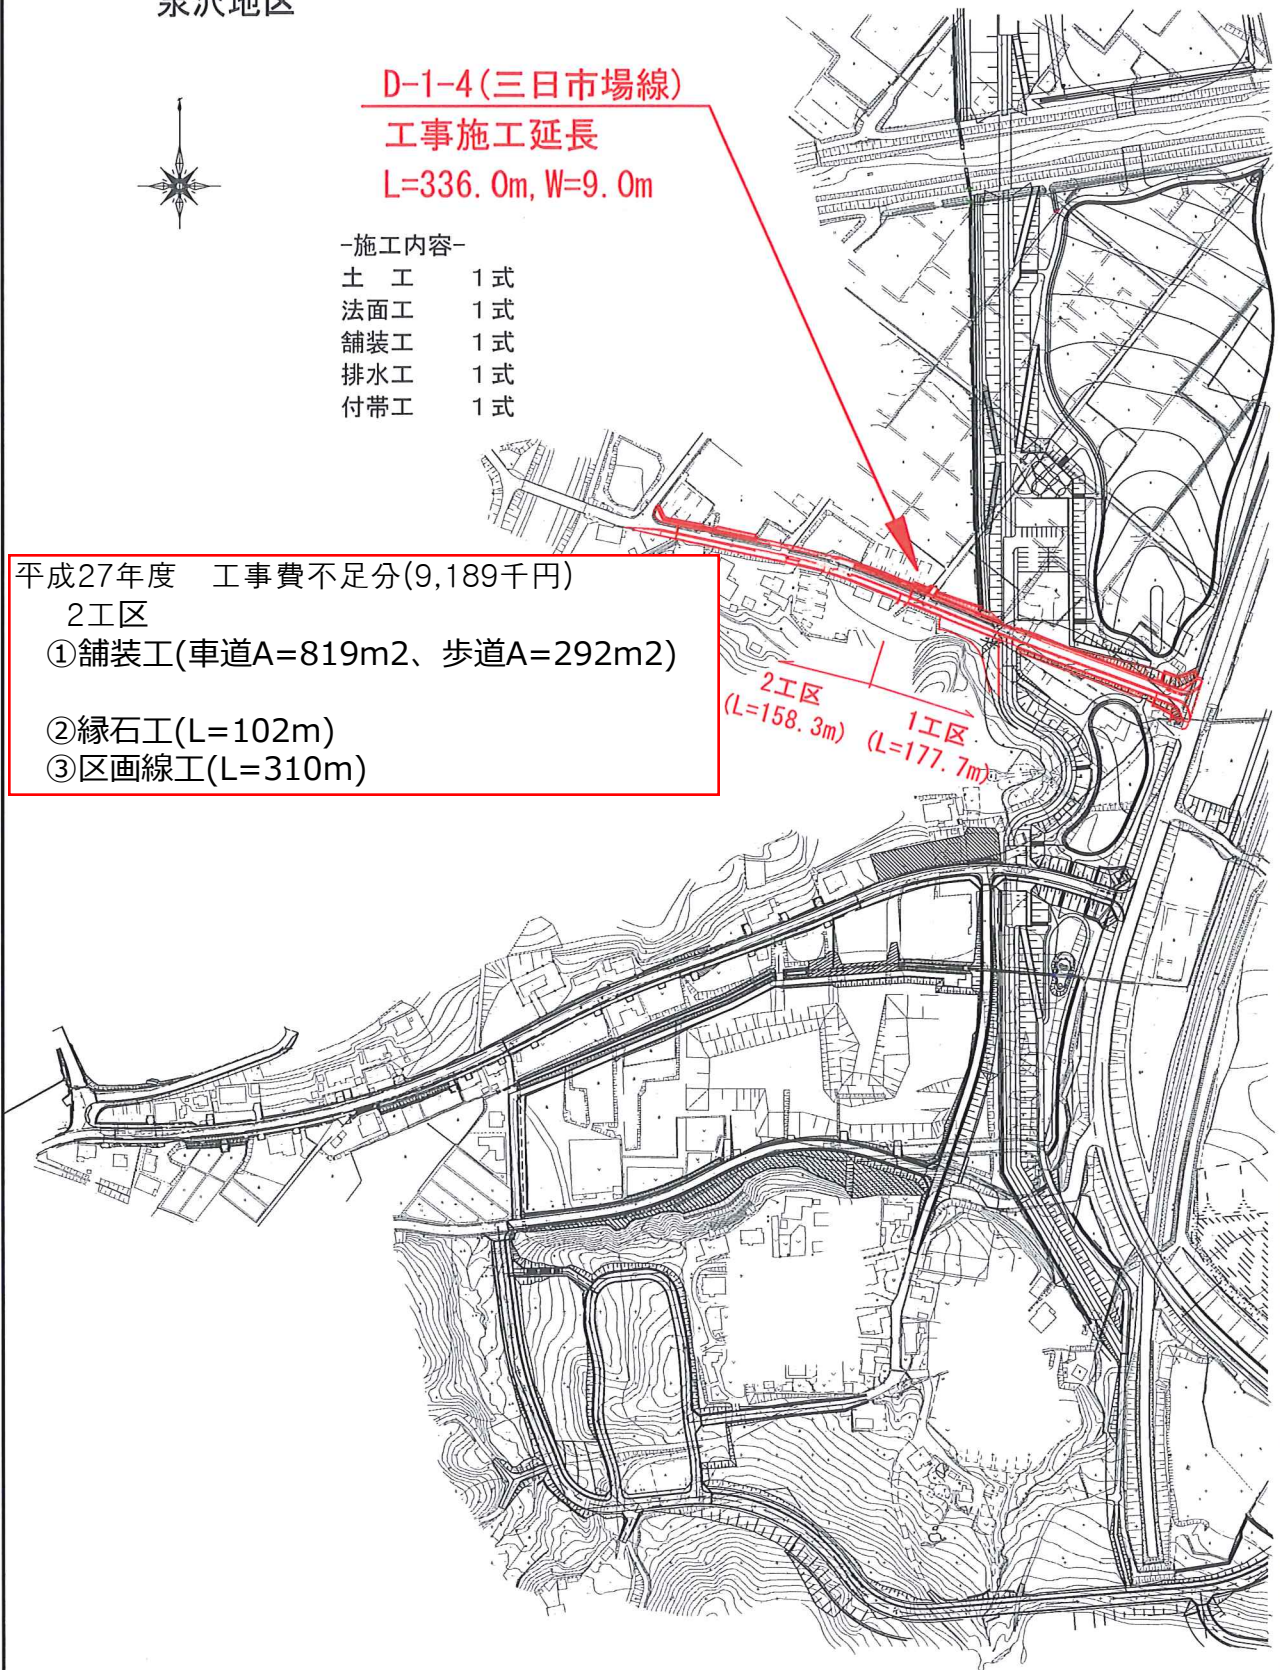 泉沢地区
D-1-4(三日市場線)
工事施工延長
L=336.0m, W=9.0m
-施工内容-
土　工　1式
法面工　1式
舗装工　1式
排水工　1式
付帯工　1式
平成27年度　工事費不足分(9,189千円)
2工区
①舗装工(車道A=819m2、歩道A=292m2)
②縁石工(L=102m)
③区画線工(L=310m)
2工区
(L=158.3m)
1工区
(L=177.7m)